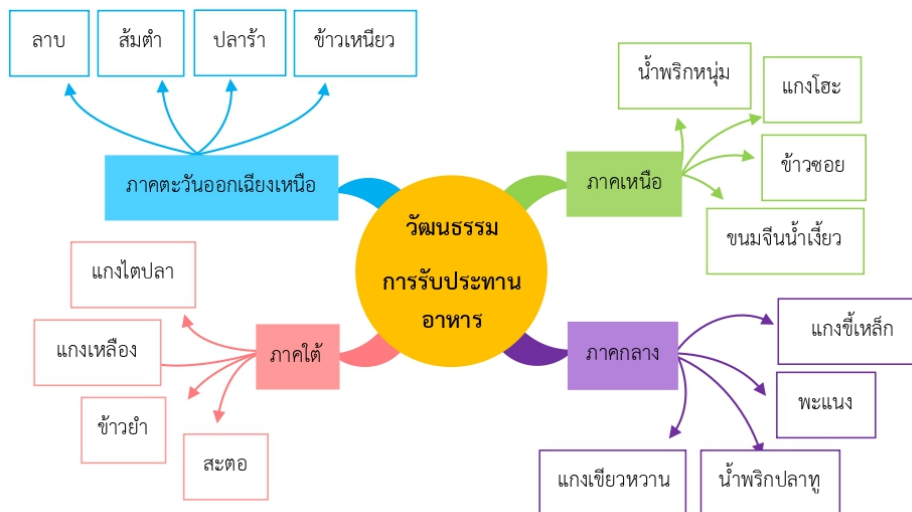 วัฒนธรรม
การรับประทาน
อาหาร
ภาคตะวันออกเฉียงเหนือ
ลาบ
ส้มตำ
ปลาร้า
ข้าวเหนียว
ภาคเหนือ
น้ำพริกหนุ่ม
แกงโฮะ
ข้าวซอย
ขนมจีนน้ำเงี้ยว
ภาคใต้
แกงไตปลา
แกงเหลือง
ข้าวยำ
สะตอ
ภาคกลาง
แกงขี้เหล็ก
พะแนง
น้ำพริกปลาทู
แกงเขียวหวาน